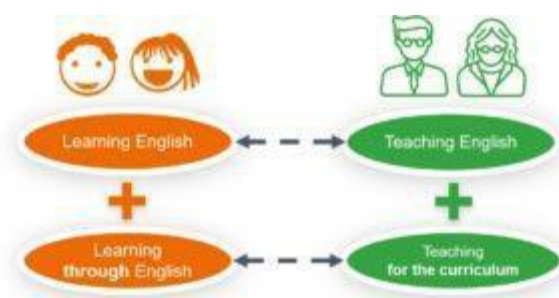 Learning English
Teaching English
Learning
through English
Teaching
for the curriculum